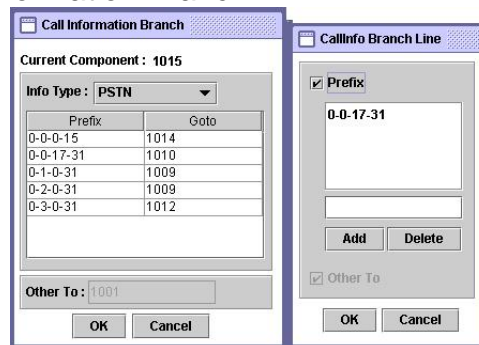 Call Information Branch
Current Component : 1015
Info Type : PSTN
Prefix Goto
0-0-0-15 1014
0-0-17-31 1010
0-1-0-31 1009
0-2-0-31 1009
0-3-0-31 1012
Other To : 1001
OK Cancel
CallInfo Branch Line
Prefix
0-0-17-31
Add Delete
Other To
OK Cancel